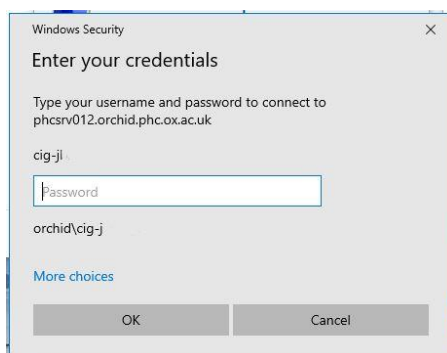 Windows Security
Enter your credentials
Type your username and password to connect to
phcsrv012.orchid.phc.ox.ac.uk
cig-jl
Password
orchid\cig-j
More choices
OK
Cancel